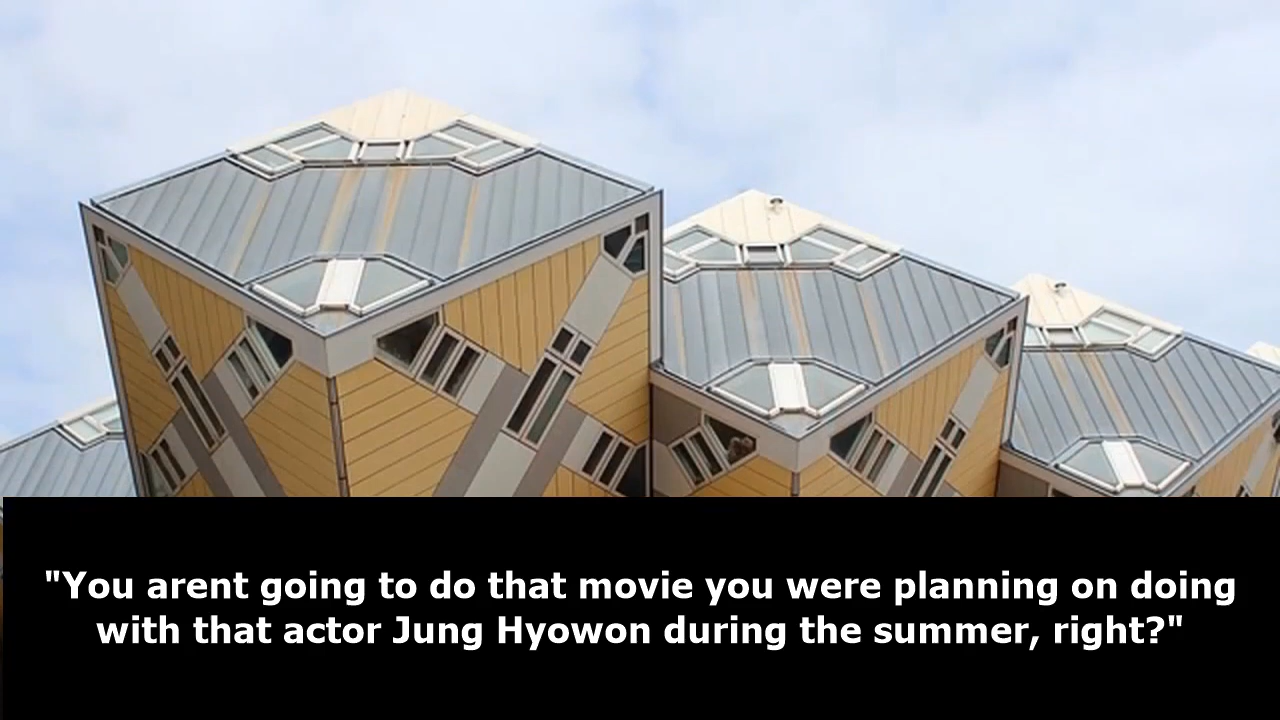 "You arent going to do that movie you were planning on doing
with that actor Jung Hyowon during the summer, right?"